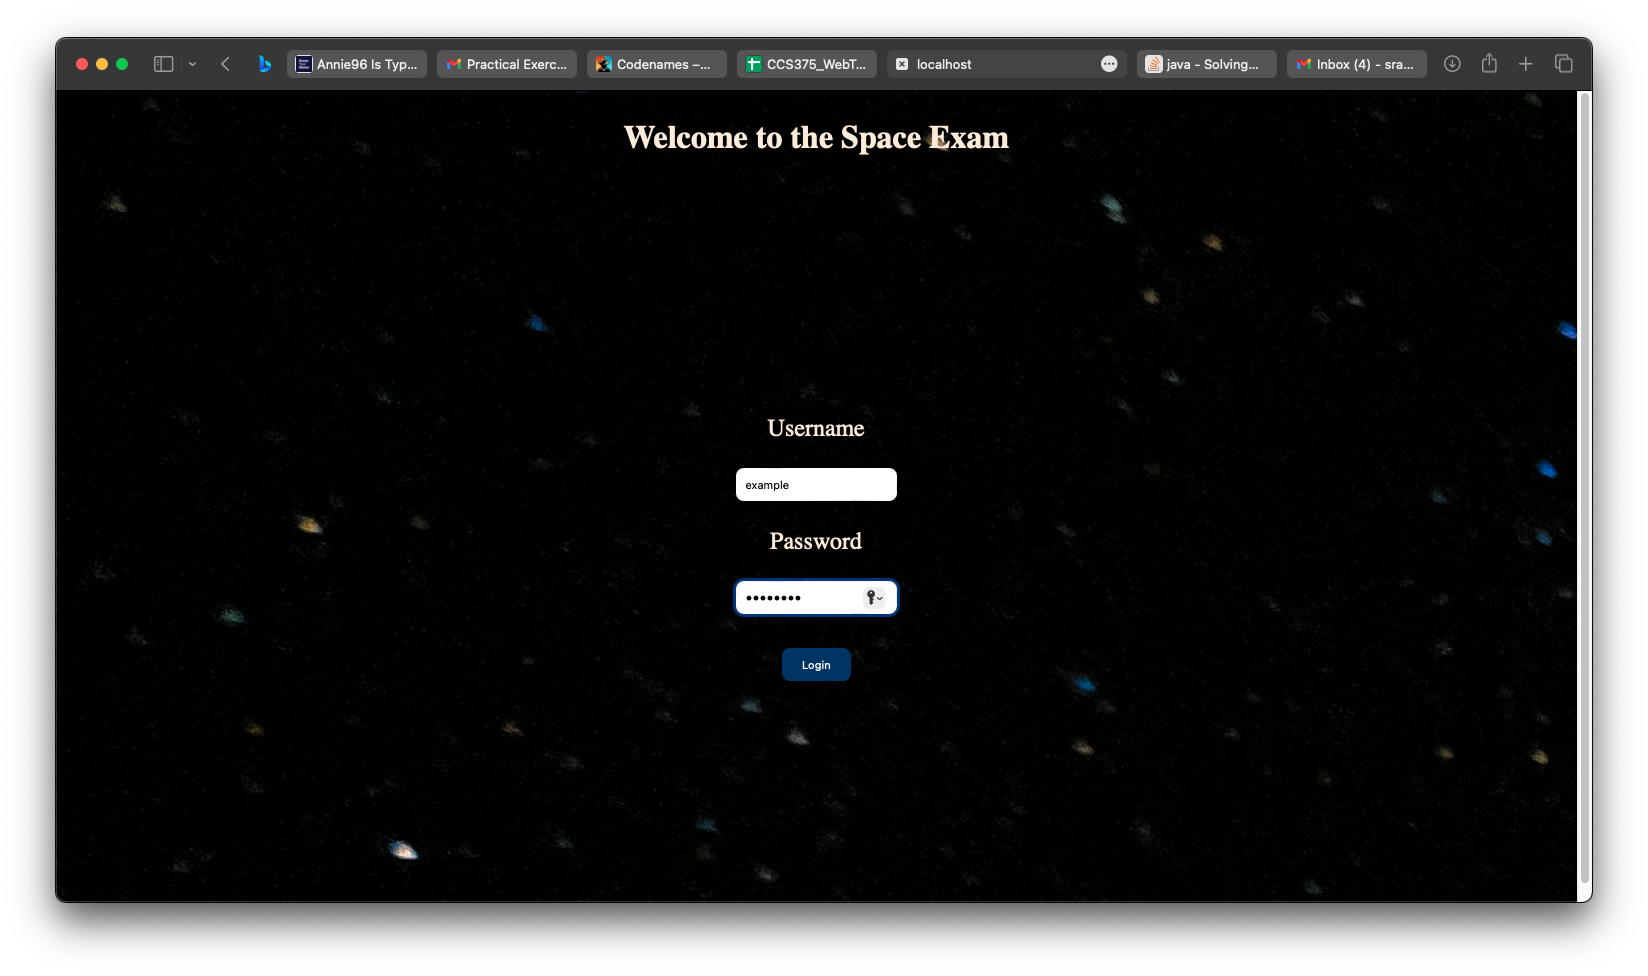 Annie96 Is Typ...
Practical Exerc...
Codenames –...
CCS375_WebT...
localhost
java - Solving...
Inbox (4) - sra...
Welcome to the Space Exam
Username
example
Password
••••••••
Login